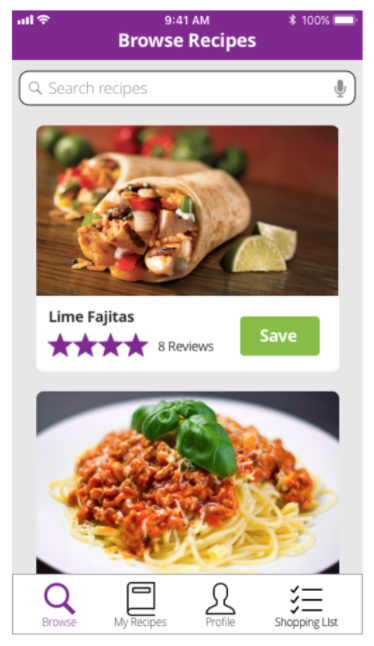 9:41 AM
100%
Browse Recipes
Search recipes
Lime Fajitas
8 Reviews
Save
Browse
My Recipes
Profile
Shopping LIst